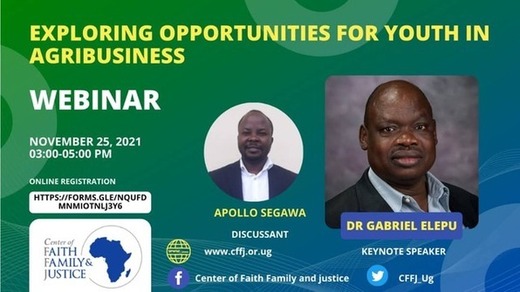 EXPLORING OPPORTUNITIES FOR YOUTH IN
AGRIBUSINESS
WEBINAR
NOVEMBER 25, 2021
03:00-05:00 PM
ONLINE REGISTRATION
HTTPS://FORMS.GLE/NQUFD
MNMIOTNLJ3Y6
Center of
FAITH
FAMILY&
JUSTICE
APOLLO SEGAWA
DISCUSSANT
DR GABRIEL ELEPU
KEYNOTE SPEAKER
www.cffj.or.ug
Center of Faith Family and justice
CFFJ_Ug